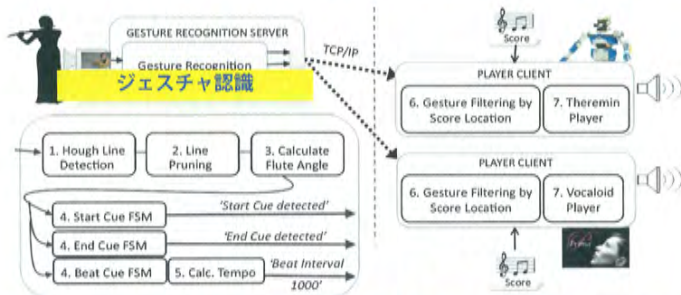 GESTURE RECOGNITION SERVER
Gesture Recognition
ジェスチャ認識
TCP/IP
1. Hough Line
Detection
2. Line
Pruning
3. Calculate
Flute Angle
4. Start Cue FSM
'Start Cue detected'
4. End Cue FSM
'End Cue detected'
4. Beat Cue FSM
5. Calc. Tempo
'Beat Interval
1000'
Score
PLAYER CLIENT
6. Gesture Filtering by
Score Location
7. Theremin
Player
PLAYER CLIENT
6. Gesture Filtering by
Score Location
7. Vocaloid
Player
Score